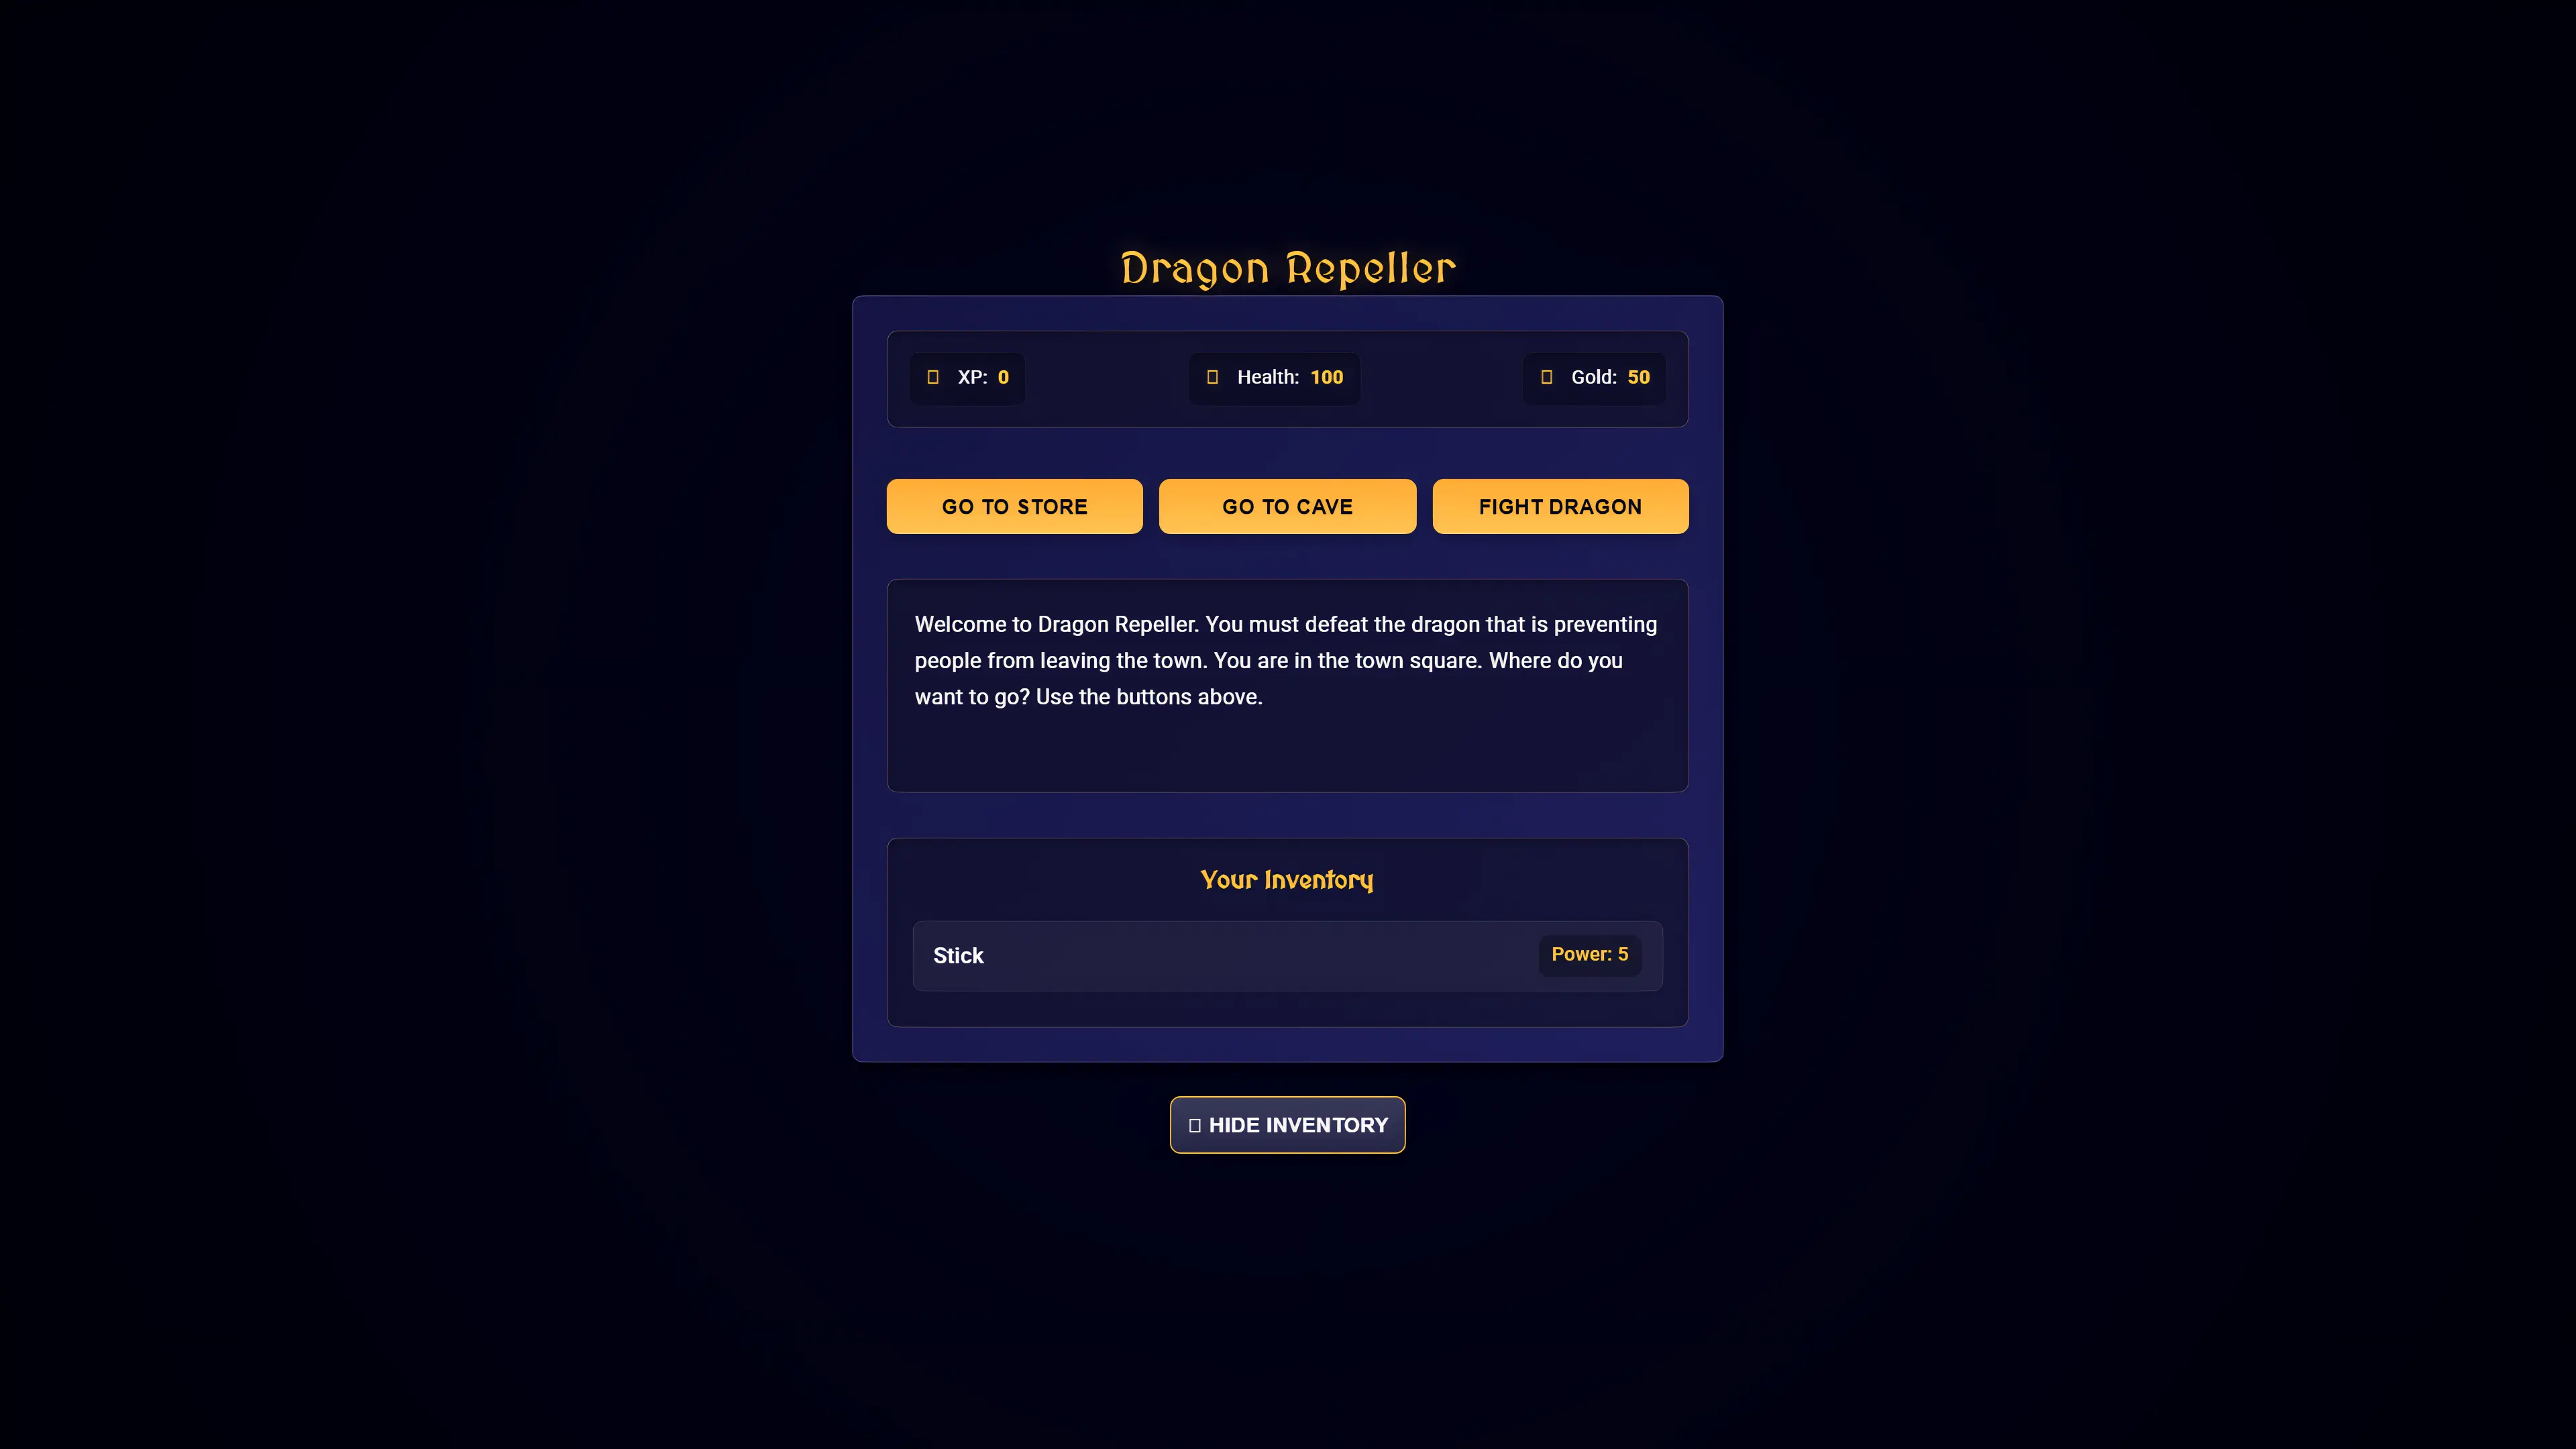 Dragon Repeller
XP: 0
Health: 100
Gold: 50
GO TO STORE
GO TO CAVE
FIGHT DRAGON
Welcome to Dragon Repeller. You must defeat the dragon that is preventing
people from leaving the town. You are in the town square. Where do you
want to go? Use the buttons above.
Your Inventory
Stick
Power: 5
HIDE INVENTORY